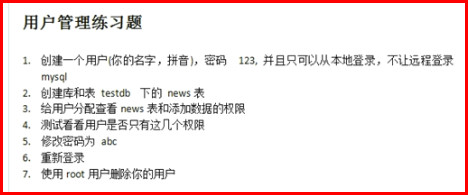 用户管理练习题
1. 创建一个用户(你的名字，拼音)，密码 123, 并且只可以从本地登录，不让远程登录
mysql
2. 创建库和表 testdb 下的 news 表
3. 给用户分配查看 news 表和添加数据的权限
4. 测试看看用户是否只有这几个权限
5. 修改密码为 abc
6. 重新登录
7. 使用 root 用户删除你的用户